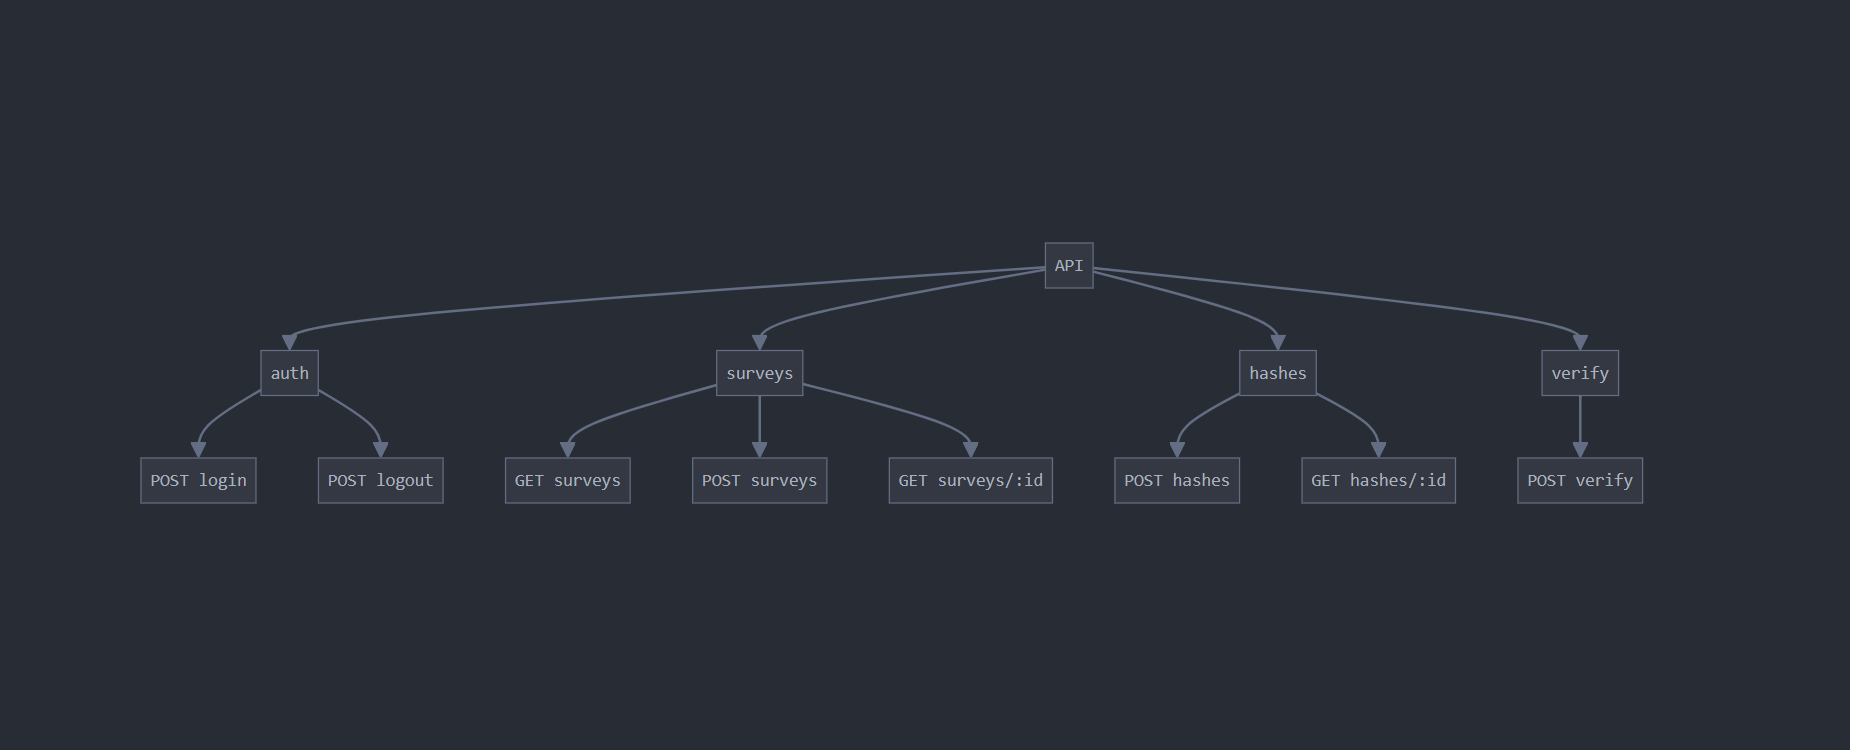 API
auth
surveys
hashes
verify
POST login
POST logout
GET surveys
POST surveys
GET surveys/:id
POST hashes
GET hashes/:id
POST verify